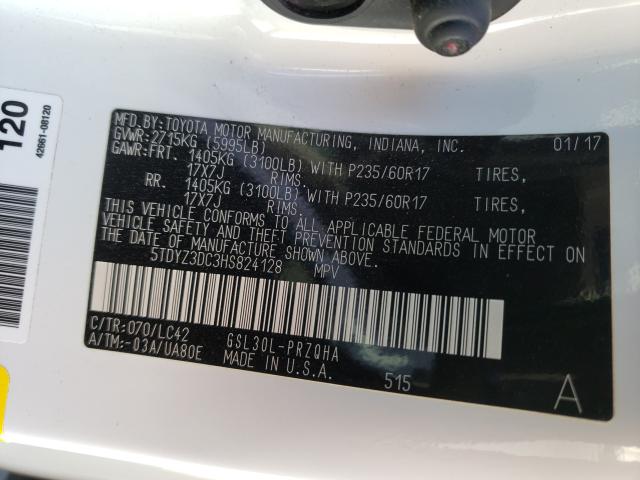 120
42661-08120
MFD.BY:TOYOTA MOTOR MANUFACTURING, INDIANA, INC. 01/17
GVWR:2715KG (5995LB)
GAWR:FRT. 1405KG (3100LB) WITH P235/60R17 TIRES,
17X7J RIMS.
RR. 1405KG (3100LB) WITH P235/60R17 TIRES,
17X7J RIMS.
THIS VEHICLE CONFORMS TO ALL APPLICABLE FEDERAL MOTOR
VEHICLE SAFETY AND THEFT PREVENTION STANDARDS IN EFFECT ON
THE DATE OF MANUFACTURE SHOWN ABOVE.
5TDYZ3DC3HS824128 MPV
C/TR:070/LC42 GSL30L-PRZQHA
A/TM:-03A/UA80E MADE IN U.S.A.
515 A